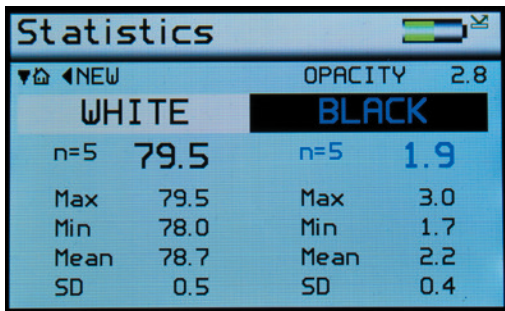 Statistics
NEW OPACITY 2.8
WHITE BLACK
n=5 79.5 n=5 1.9
Max 79.5 Max 3.0
Min 78.0 Min 1.7
Mean 78.7 Mean 2.2
SD 0.5 SD 0.4